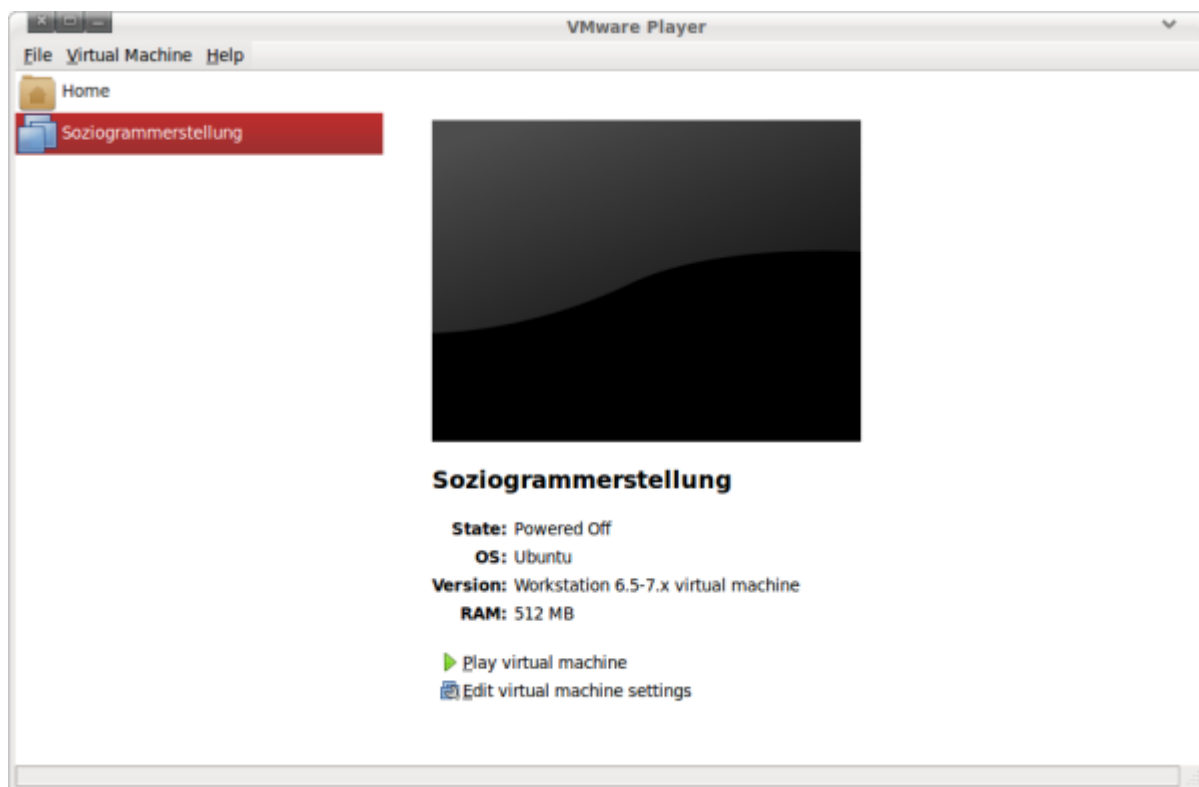 VMware Player
File Virtual Machine Help
Home
Soziogrammerstellung
Soziogrammerstellung
State: Powered Off
OS: Ubuntu
Version: Workstation 6.5-7.x virtual machine
RAM: 512 MB
Play virtual machine
Edit virtual machine settings